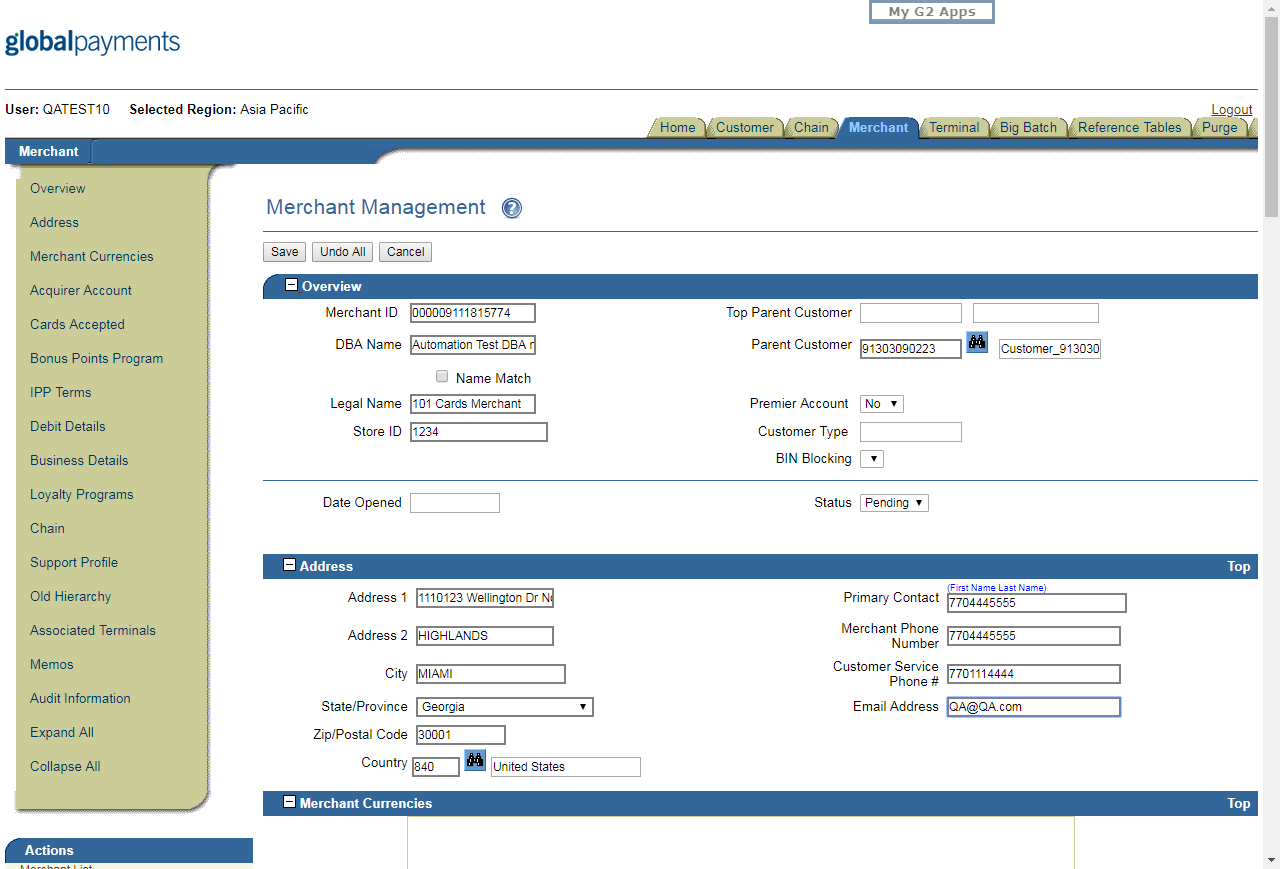 My G2 Apps
globalpayments
User: QATEST10 Selected Region: Asia Pacific
Logout
Home Customer Chain Merchant Terminal Big Batch Reference Tables Purge
Merchant
Overview
Address
Merchant Currencies
Acquirer Account
Cards Accepted
Bonus Points Program
IPP Terms
Debit Details
Business Details
Loyalty Programs
Chain
Support Profile
Old Hierarchy
Associated Terminals
Memos
Audit Information
Expand All
Collapse All
Actions
Merchant List
Merchant Management ?
Save Undo All Cancel
Overview
Merchant ID 000009111815774 Top Parent Customer
DBA Name Automation Test DBA Parent Customer 91303090223 Customer_913030
Name Match
Legal Name 101 Cards Merchant Premier Account No
Store ID 1234 Customer Type
BIN Blocking
Date Opened Status Pending
Address Top
(First Name Last Name)
Address 1 1110123 Wellington Dr Primary Contact 7704445555
Address 2 HIGHLANDS Merchant Phone Number 7704445555
City MIAMI Customer Service Phone # 7701114444
State/Province Georgia Email Address QA@QA.com
Zip/Postal Code 30001
Country 840 United States
Merchant Currencies Top